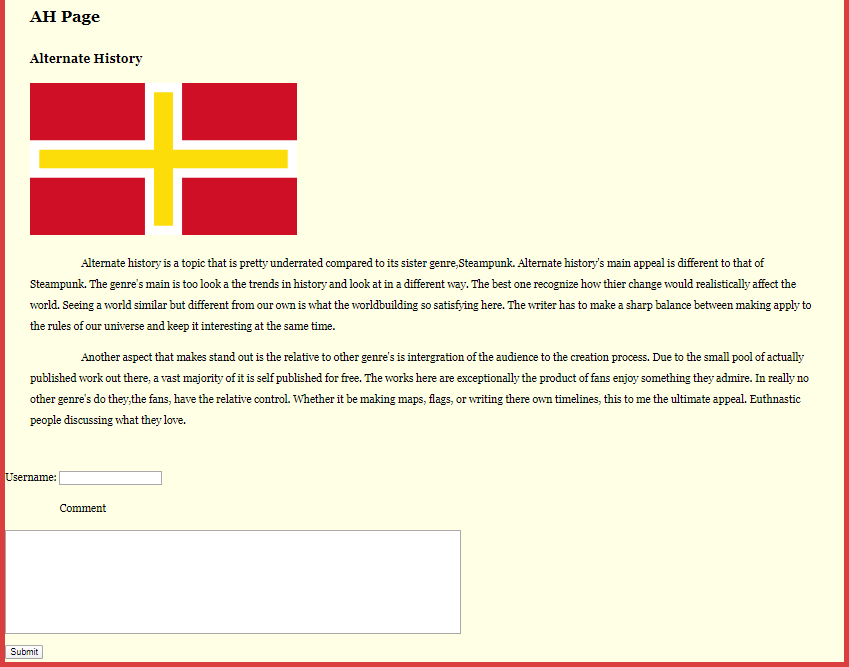 AH Page
Alternate History
Alternate history is a topic that is pretty underrated compared to its sister genre,Steampunk. Alternate history's main appeal is different to that of
Steampunk. The genre's main is too look a the trends in history and look at in a different way. The best one recognize how thier change would realistically affect the
world. Seeing a world similar but different from our own is what the worldbuilding so satisfying here. The writer has to make a sharp balance between making apply to
the rules of our universe and keep it interesting at the same time.
Another aspect that makes stand out is the relative to other genre's is intergration of the audience to the creation process. Due to the small pool of actually
published work out there, a vast majority of it is self published for free. The works here are exceptionally the product of fans enjoy something they admire. In really no
other genre's do they,the fans, have the relative control. Whether it be making maps, flags, or writing there own timelines, this to me the ultimate appeal. Euthnastic
people discussing what they love.
Username:
Comment
Submit